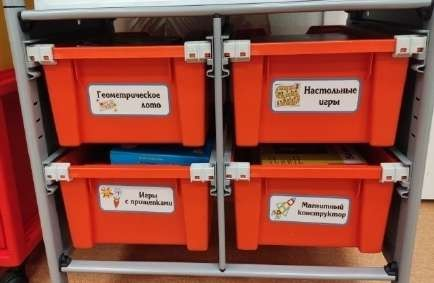 Геометрическое
лото
Настольные
игры
Игры
с прищепками
Магнитный
конструктор